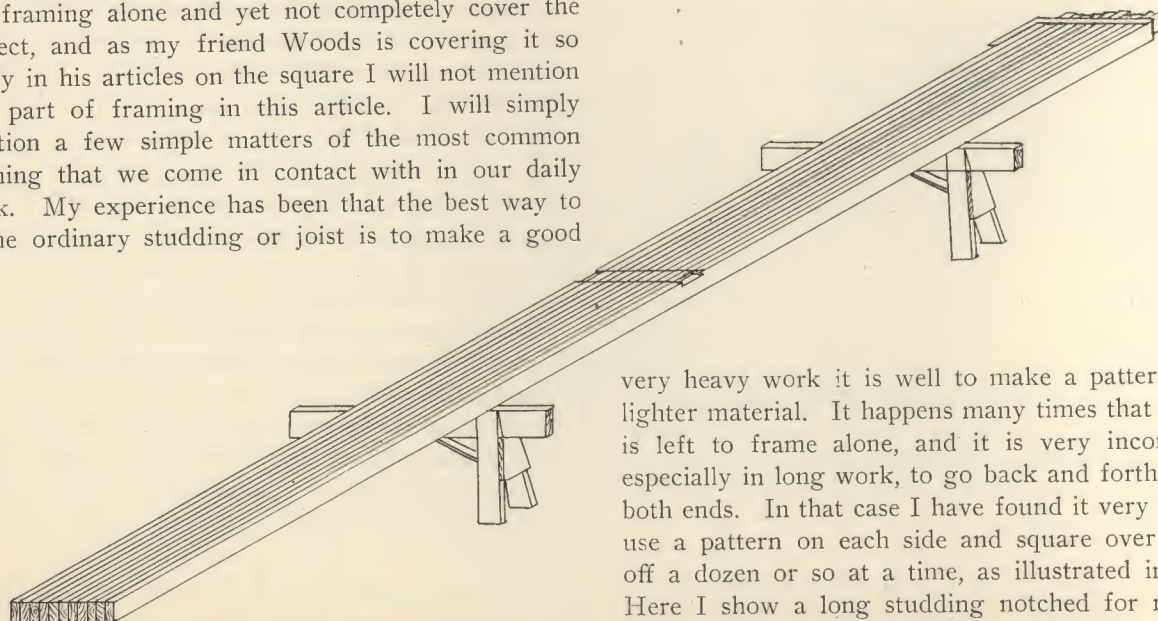 framing alone and yet not completely cover the
ect, and as my friend Woods is covering it so
y in his articles on the square I will not mention
part of framing in this article. I will simply
tion a few simple matters of the most common
ning that we come in contact with in our daily
k. My experience has been that the best way to
ne ordinary studding or joist is to make a good
very heavy work it is well to make a patter
lighter material. It happens many times that
is left to frame alone, and it is very incon
especially in long work, to go back and forth
both ends. In that case I have found it very
use a pattern on each side and square over
off a dozen or so at a time, as illustrated in
Here I show a long studding notched for r